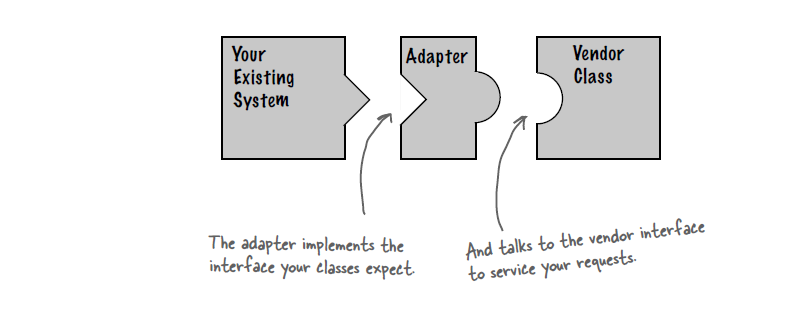 Your
Existing
System
Adapter
Vendor
Class
The adapter implements the
interface your classes expect.
And talks to the vendor interface
to service your requests.